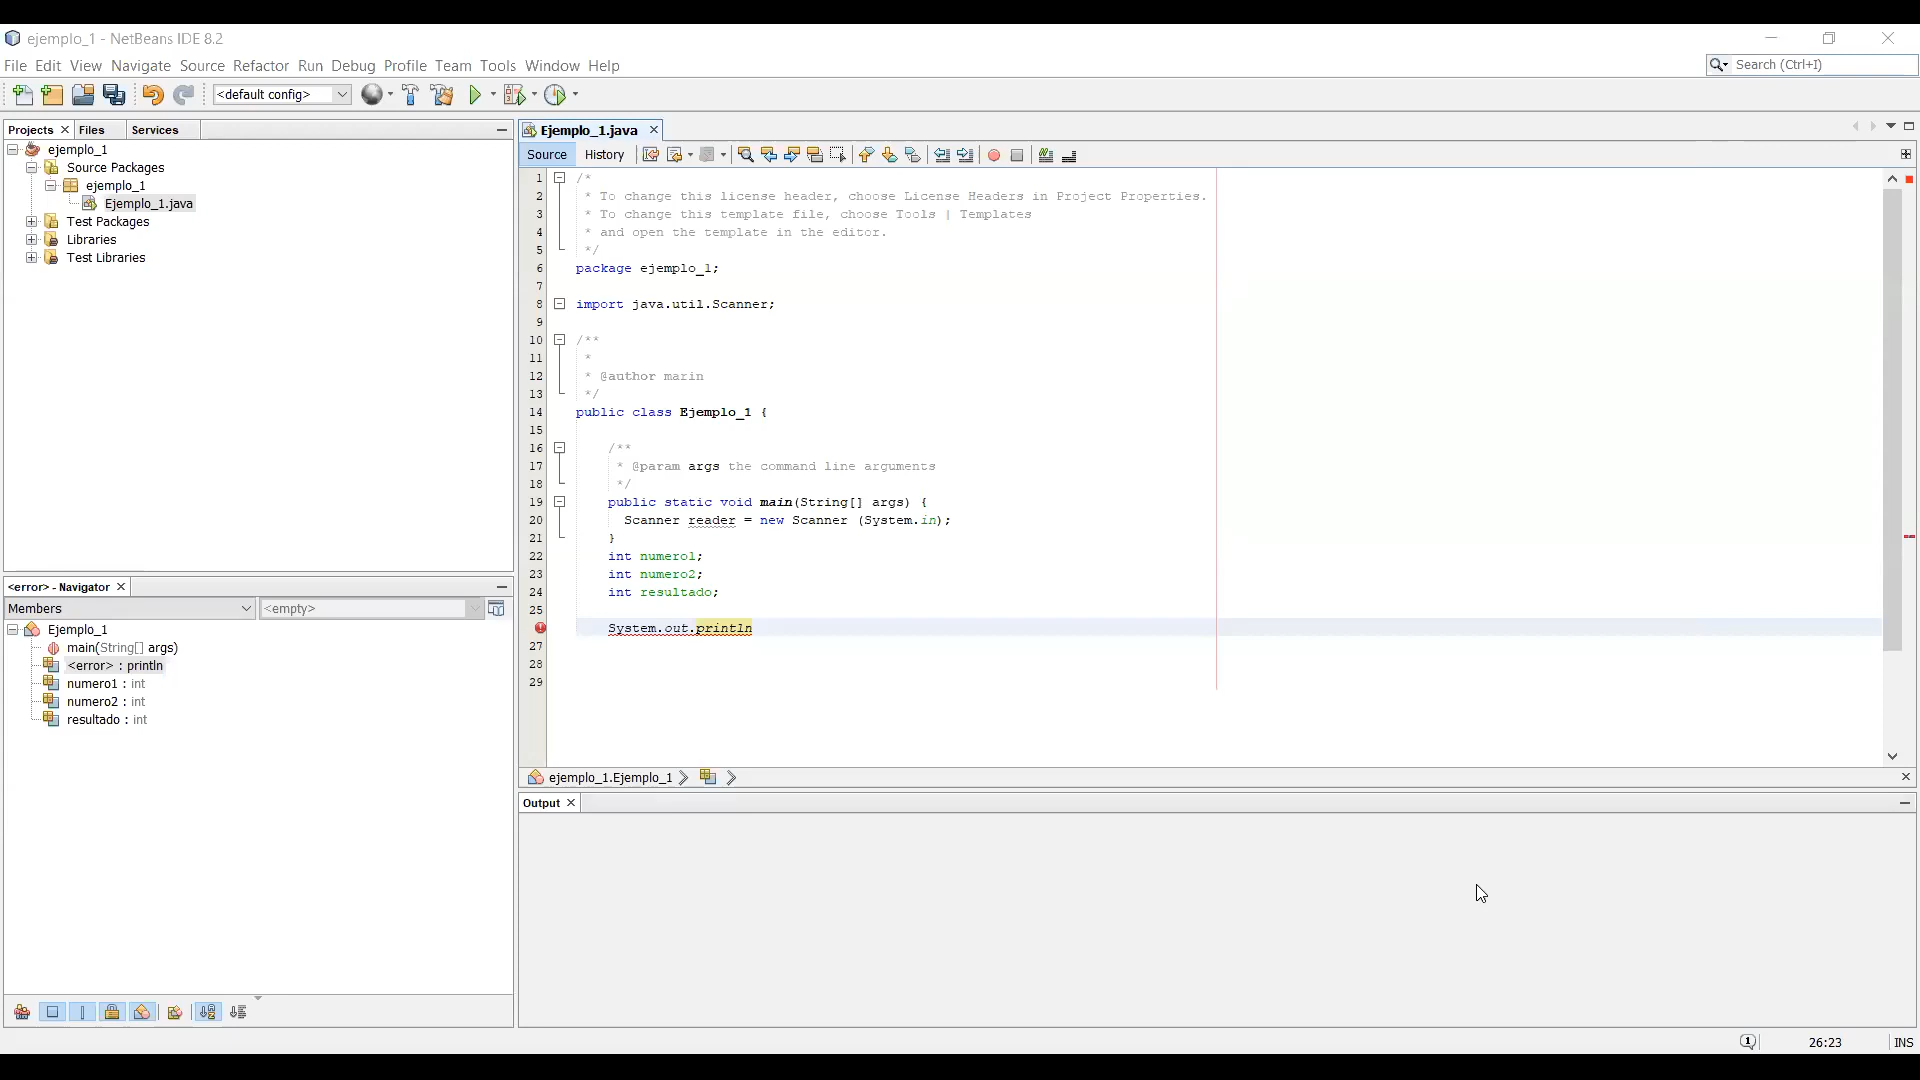 ejemplo_1 - NetBeans IDE 8.2
File Edit View Navigate Source Refactor Run Debug Profile Team Tools Window Help
Search (Ctrl+I)
<default config>
Projects
Files
Services
ejemplo_1
Source Packages
ejemplo_1
Ejemplo_1.java
Test Packages
Libraries
Test Libraries
<error> - Navigator
Members
<empty>
Ejemplo_1
main(String[] args)
<error> : println
numero1 : int
numero2 : int
resultado : int
Ejemplo_1.java
Source
History
1 /*
2 * To change this license header, choose License Headers in Project Properties.
3 * To change this template file, choose Tools | Templates
4 * and open the template in the editor.
5 */
6 package ejemplo_1;
7
8 import java.util.Scanner;
9
10 /**
11 *
12 * @author marin
13 */
14 public class Ejemplo_1 {
15
16 /**
17 * @param args the command line arguments
18 */
19 public static void main(String[] args) {
20 Scanner reader = new Scanner (System.in);
21 }
22 int numero1;
23 int numero2;
24 int resultado;
25
System.out.println
27
28
29
ejemplo_1.Ejemplo_1
Output
1
26:23
INS